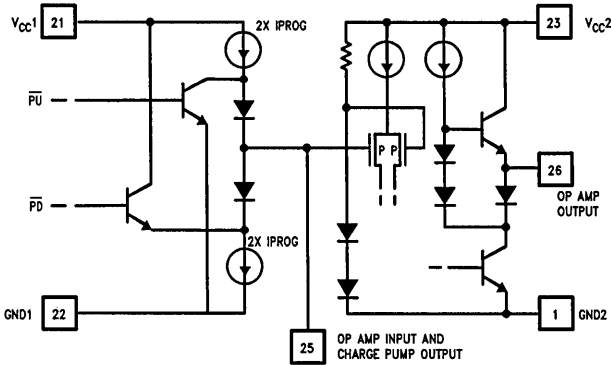 VCC1 21 2X IPROG 23 VCC2
PU
P P
26
OP AMP
OUTPUT
PD
2X IPROG
GND1 22 1 GND2
25 OP AMP INPUT AND
CHARGE PUMP OUTPUT